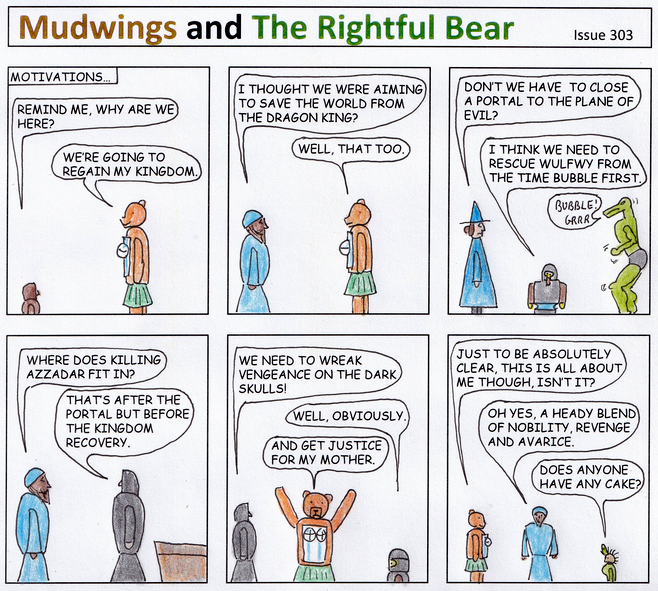 Mudwings and The Rightful Bear
Issue 303
MOTIVATIONS...
REMIND ME, WHY ARE WE
HERE?
WE'RE GOING TO
REGAIN MY KINGDOM.
I THOUGHT WE WERE AIMING
TO SAVE THE WORLD FROM
THE DRAGON KING?
WELL, THAT TOO.
DON'T WE HAVE TO CLOSE
A PORTAL TO THE PLANE OF
EVIL?
I THINK WE NEED TO
RESCUE WULFWY FROM
THE TIME BUBBLE FIRST.
BUBBLE!
GRRR
WHERE DOES KILLING
AZZADAR FIT IN?
THAT'S AFTER THE
PORTAL BUT BEFORE
THE KINGDOM
RECOVERY.
WE NEED TO WREAK
VENGEANCE ON THE DARK
SKULLS!
WELL, OBVIOUSLY.
AND GET JUSTICE
FOR MY MOTHER.
JUST TO BE ABSOLUTELY
CLEAR, THIS IS ALL ABOUT
ME THOUGH, ISN'T IT?
OH YES, A HEADY BLEND
OF NOBILITY, REVENGE
AND AVARICE.
DOES ANYONE
HAVE ANY CAKE?